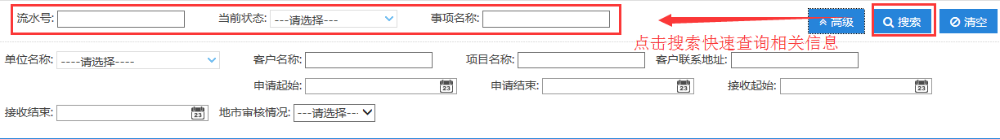 流水号: 当前状态: ---请选择--- 事项名称: 高级 搜索 清空
点击搜索快速查询相关信息
单位名称: ----请选择---- 客户名称: 项目名称: 客户联系地址:
申请起始: 23 申请结束: 23 接收起始: 23
接收结束: 23 地市审核情况: ---请选择---